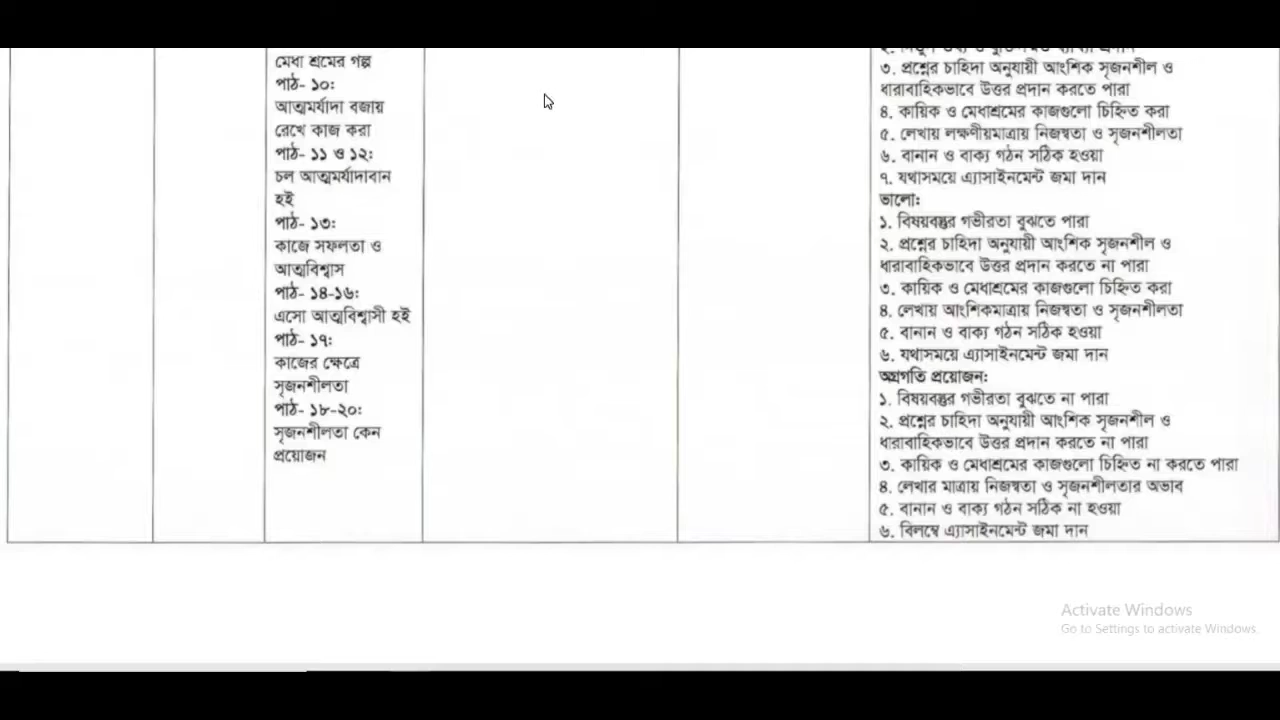 মেধা শ্রমের গল্প
পাঠ- ১০:
আত্মমর্যাদা বজায়
রেখে কাজ করা
পাঠ- ১১ ও ১২:
চল আত্মমর্যাদাবান
হই
পাঠ- ১৩:
কাজে সফলতা ও
আত্মবিশ্বাস
পাঠ- ১৪-১৬:
এসো আত্মবিশ্বাসী হই
পাঠ- ১৭:
কাজের ক্ষেত্রে
সৃজনশীলতা
পাঠ- ১৮-২০:
সৃজনশীলতা কেন
প্রয়োজন
৩. প্রশ্নের চাহিদা অনুযায়ী আংশিক সৃজনশীল ও
ধারাবাহিকভাবে উত্তর প্রদান করতে পারা
৪. কায়িক ও মেধাশ্রমের কাজগুলো চিহ্নিত করা
৫. লেখায় লক্ষণীয়মাত্রায় নিজস্বতা ও সৃজনশীলতা
৬. বানান ও বাক্য গঠন সঠিক হওয়া
৭. যথাসময়ে এ্যাসাইনমেন্ট জমা দান
ভালো:
১. বিষয়বস্তুর গভীরতা বুঝতে পারা
২. প্রশ্নের চাহিদা অনুযায়ী আংশিক সৃজনশীল ও
ধারাবাহিকভাবে উত্তর প্রদান করতে না পারা
৩. কায়িক ও মেধাশ্রমের কাজগুলো চিহ্নিত করা
৪. লেখায় আংশিকমাত্রায় নিজস্বতা ও সৃজনশীলতা
৫. বানান ও বাক্য গঠন সঠিক হওয়া
৬. যথাসময়ে এ্যাসাইনমেন্ট জমা দান
অগ্রগতি প্রয়োজন:
১. বিষয়বস্তুর গভীরতা বুঝতে না পারা
২. প্রশ্নের চাহিদা অনুযায়ী আংশিক সৃজনশীল ও
ধারাবাহিকভাবে উত্তর প্রদান করতে না পারা
৩. কায়িক ও মেধাশ্রমের কাজগুলো চিহ্নিত না করতে পারা
৪. লেখার মাত্রায় নিজস্বতা ও সৃজনশীলতার অভাব
৫. বানান ও বাক্য গঠন সঠিক না হওয়া
৬. বিলম্বে এ্যাসাইনমেন্ট জমা দান
Activate Windows
Go to Settings to activate Windows.